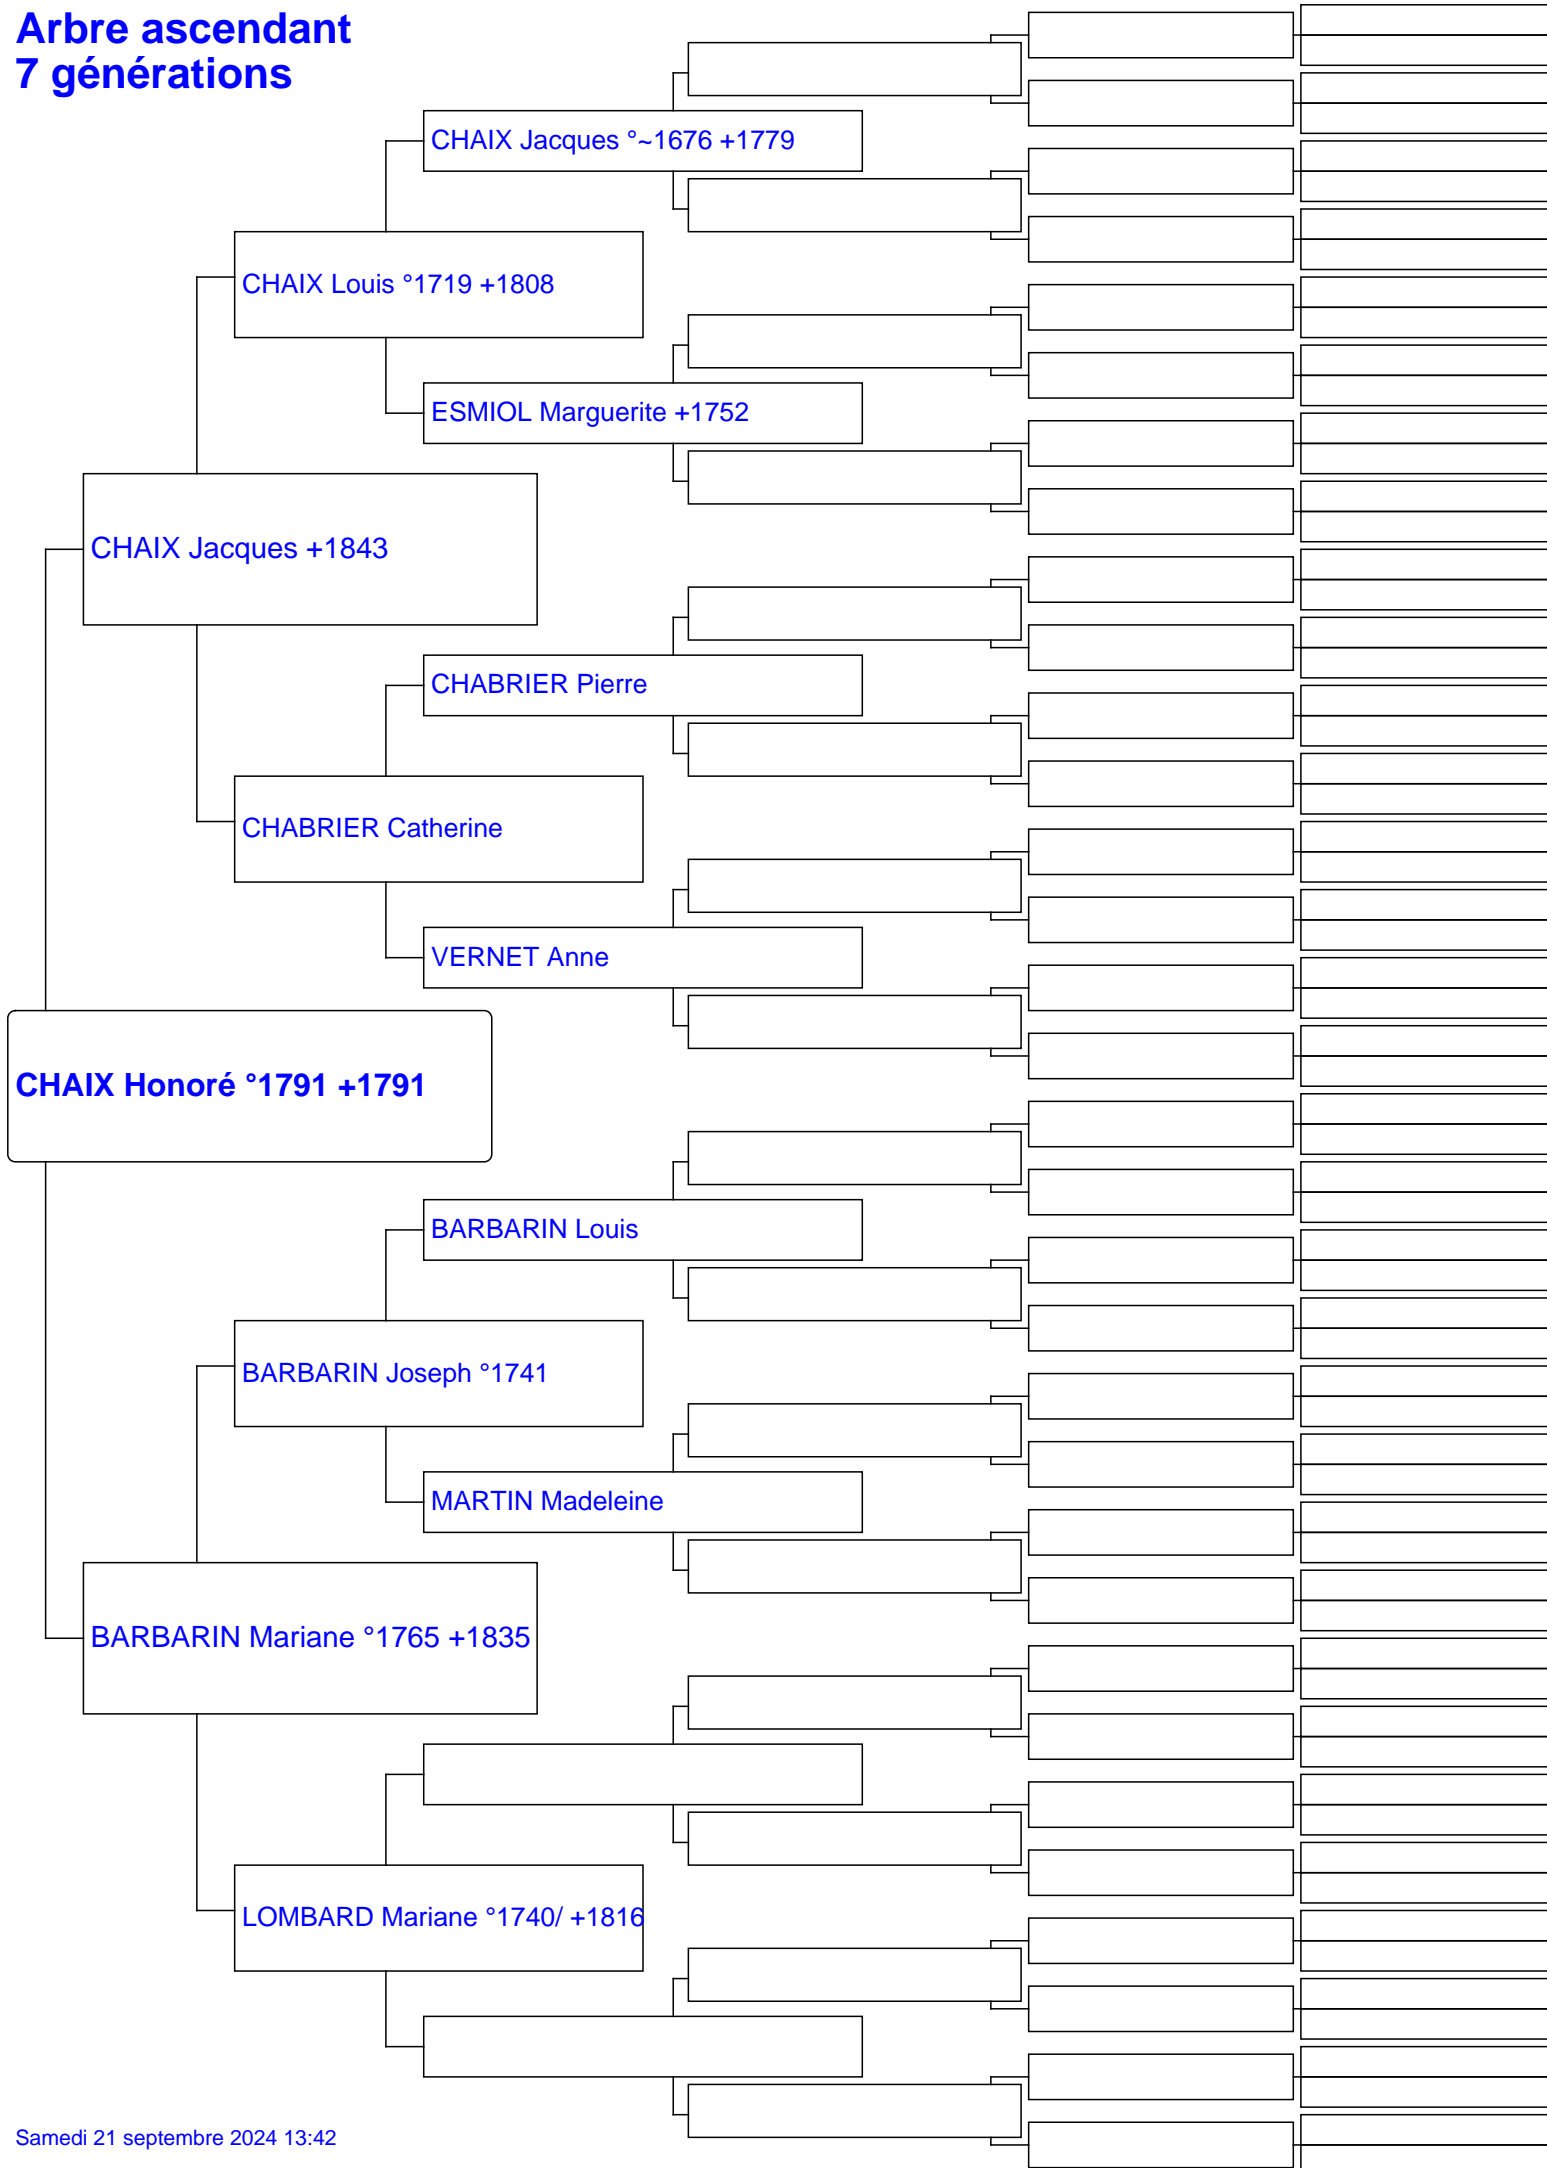 Arbre ascendant
7 générations
CHAIX Jacques °~1676 +1779
CHAIX Louis °1719 +1808
ESMIOL Marguerite +1752
CHAIX Jacques +1843
CHABRIER Pierre
CHABRIER Catherine
VERNET Anne
CHAIX Honoré °1791 +1791
BARBARIN Louis
BARBARIN Joseph °1741
MARTIN Madeleine
BARBARIN Mariane °1765 +1835
LOMBARD Mariane °1740/ +1816
Samedi 21 septembre 2024 13:42